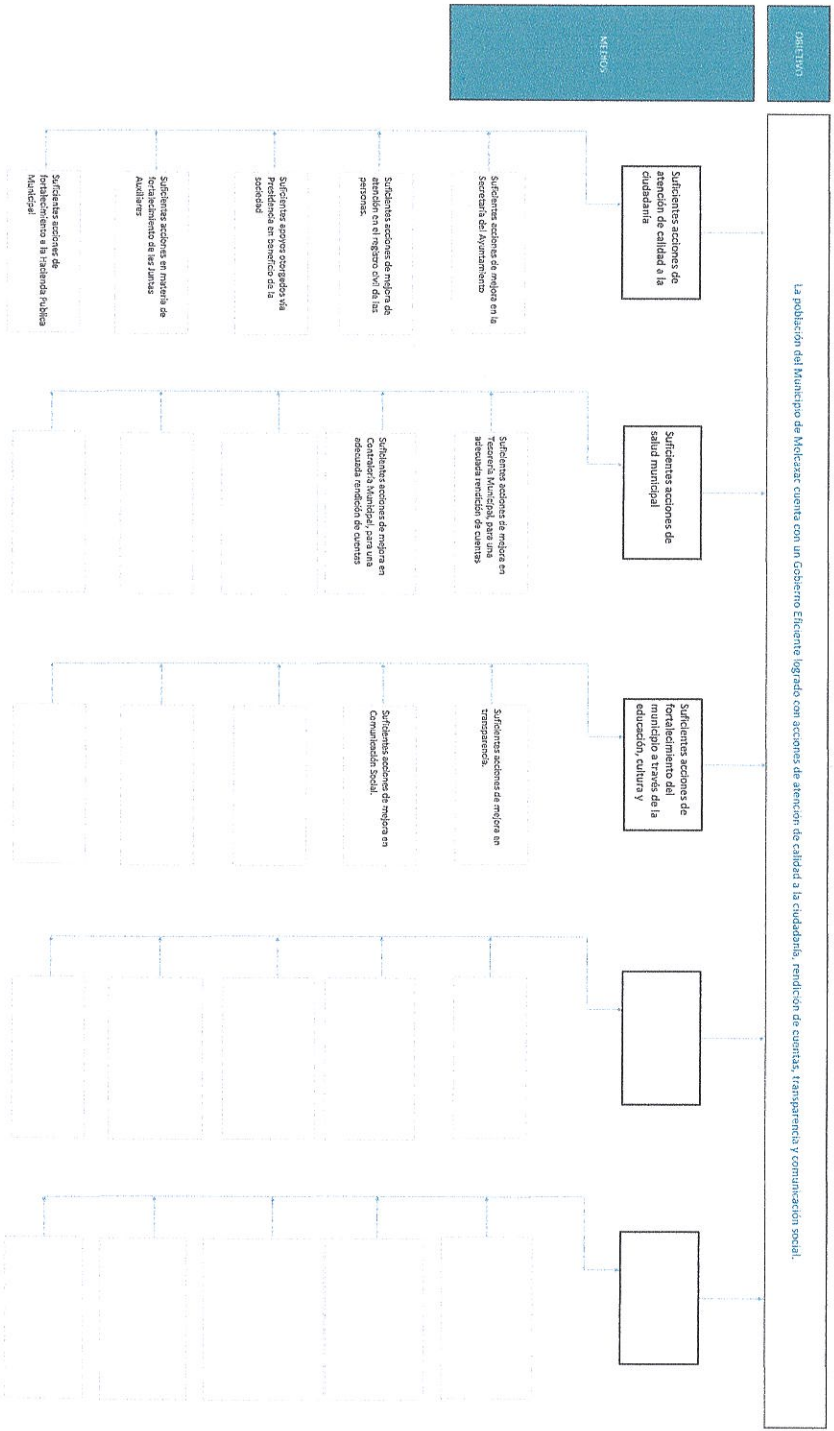 OBJETIVO
La población del Municipio de Molcaxac cuenta con un Gobierno Eficiente logrado con acciones de atención de calidad a la ciudadanía, rendición de cuentas, transparencia y comunicación social.
MEDIOS
Suficientes acciones de
atención de calidad a la
ciudadanía
Suficientes acciones de mejora en la
Secretaría del Ayuntamiento
Suficientes acciones de mejora de
atención en el registro civil de las
personas.
Suficientes apoyos otorgados vía
Presidencia en beneficio de la
sociedad
Suficientes acciones en materia de
fortalecimiento de las Juntas
Auxiliares
Suficientes acciones de
fortalecimiento a la Hacienda Publica
Municipal
Suficientes acciones de
salud municipal
Suficientes acciones de mejora en
Tesorería Municipal, para una
adecuada rendición de cuentas
Suficientes acciones de mejora en
Contraloría Municipal, para una
adecuada rendición de cuentas
Suficientes acciones de
fortalecimiento del
municipio a través de la
educación, cultura y
Suficientes acciones de mejora en
transparencia.
Suficientes acciones de mejora en
Comunicación Social.